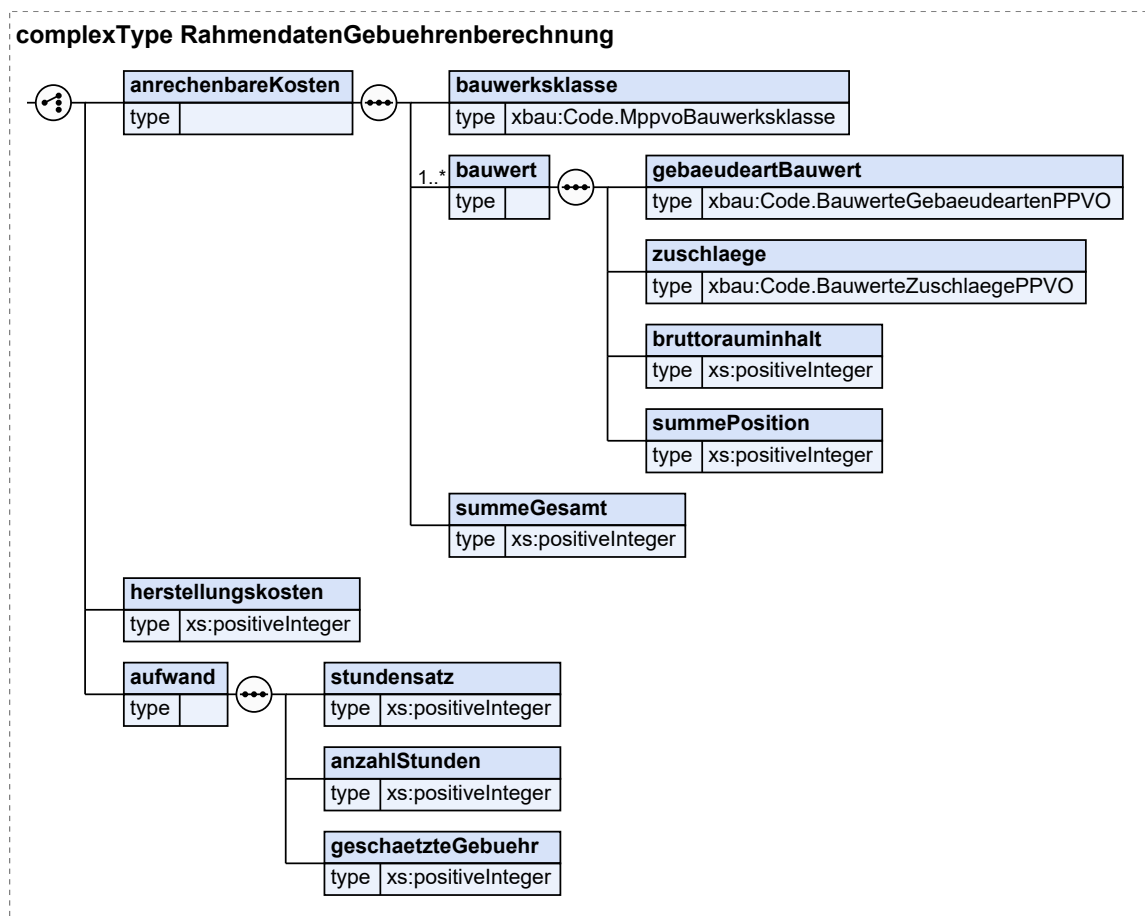 complexType RahmendatenGebuehrenberechnung
anrechenbareKosten
type
bauwerksklasse
type xbau:Code.MppvoBauwerksklasse
1..*
bauwert
type
gebaeudeartBauwert
type xbau:Code.BauwerteGebaeudeartenPPVO
zuschlaege
type xbau:Code.BauwerteZuschlaegePPVO
bruttorauminhalt
type xs:positiveInteger
summePosition
type xs:positiveInteger
summeGesamt
type xs:positiveInteger
herstellungskosten
type xs:positiveInteger
aufwand
type
stundensatz
type xs:positiveInteger
anzahlStunden
type xs:positiveInteger
geschaetzteGebuehr
type xs:positiveInteger